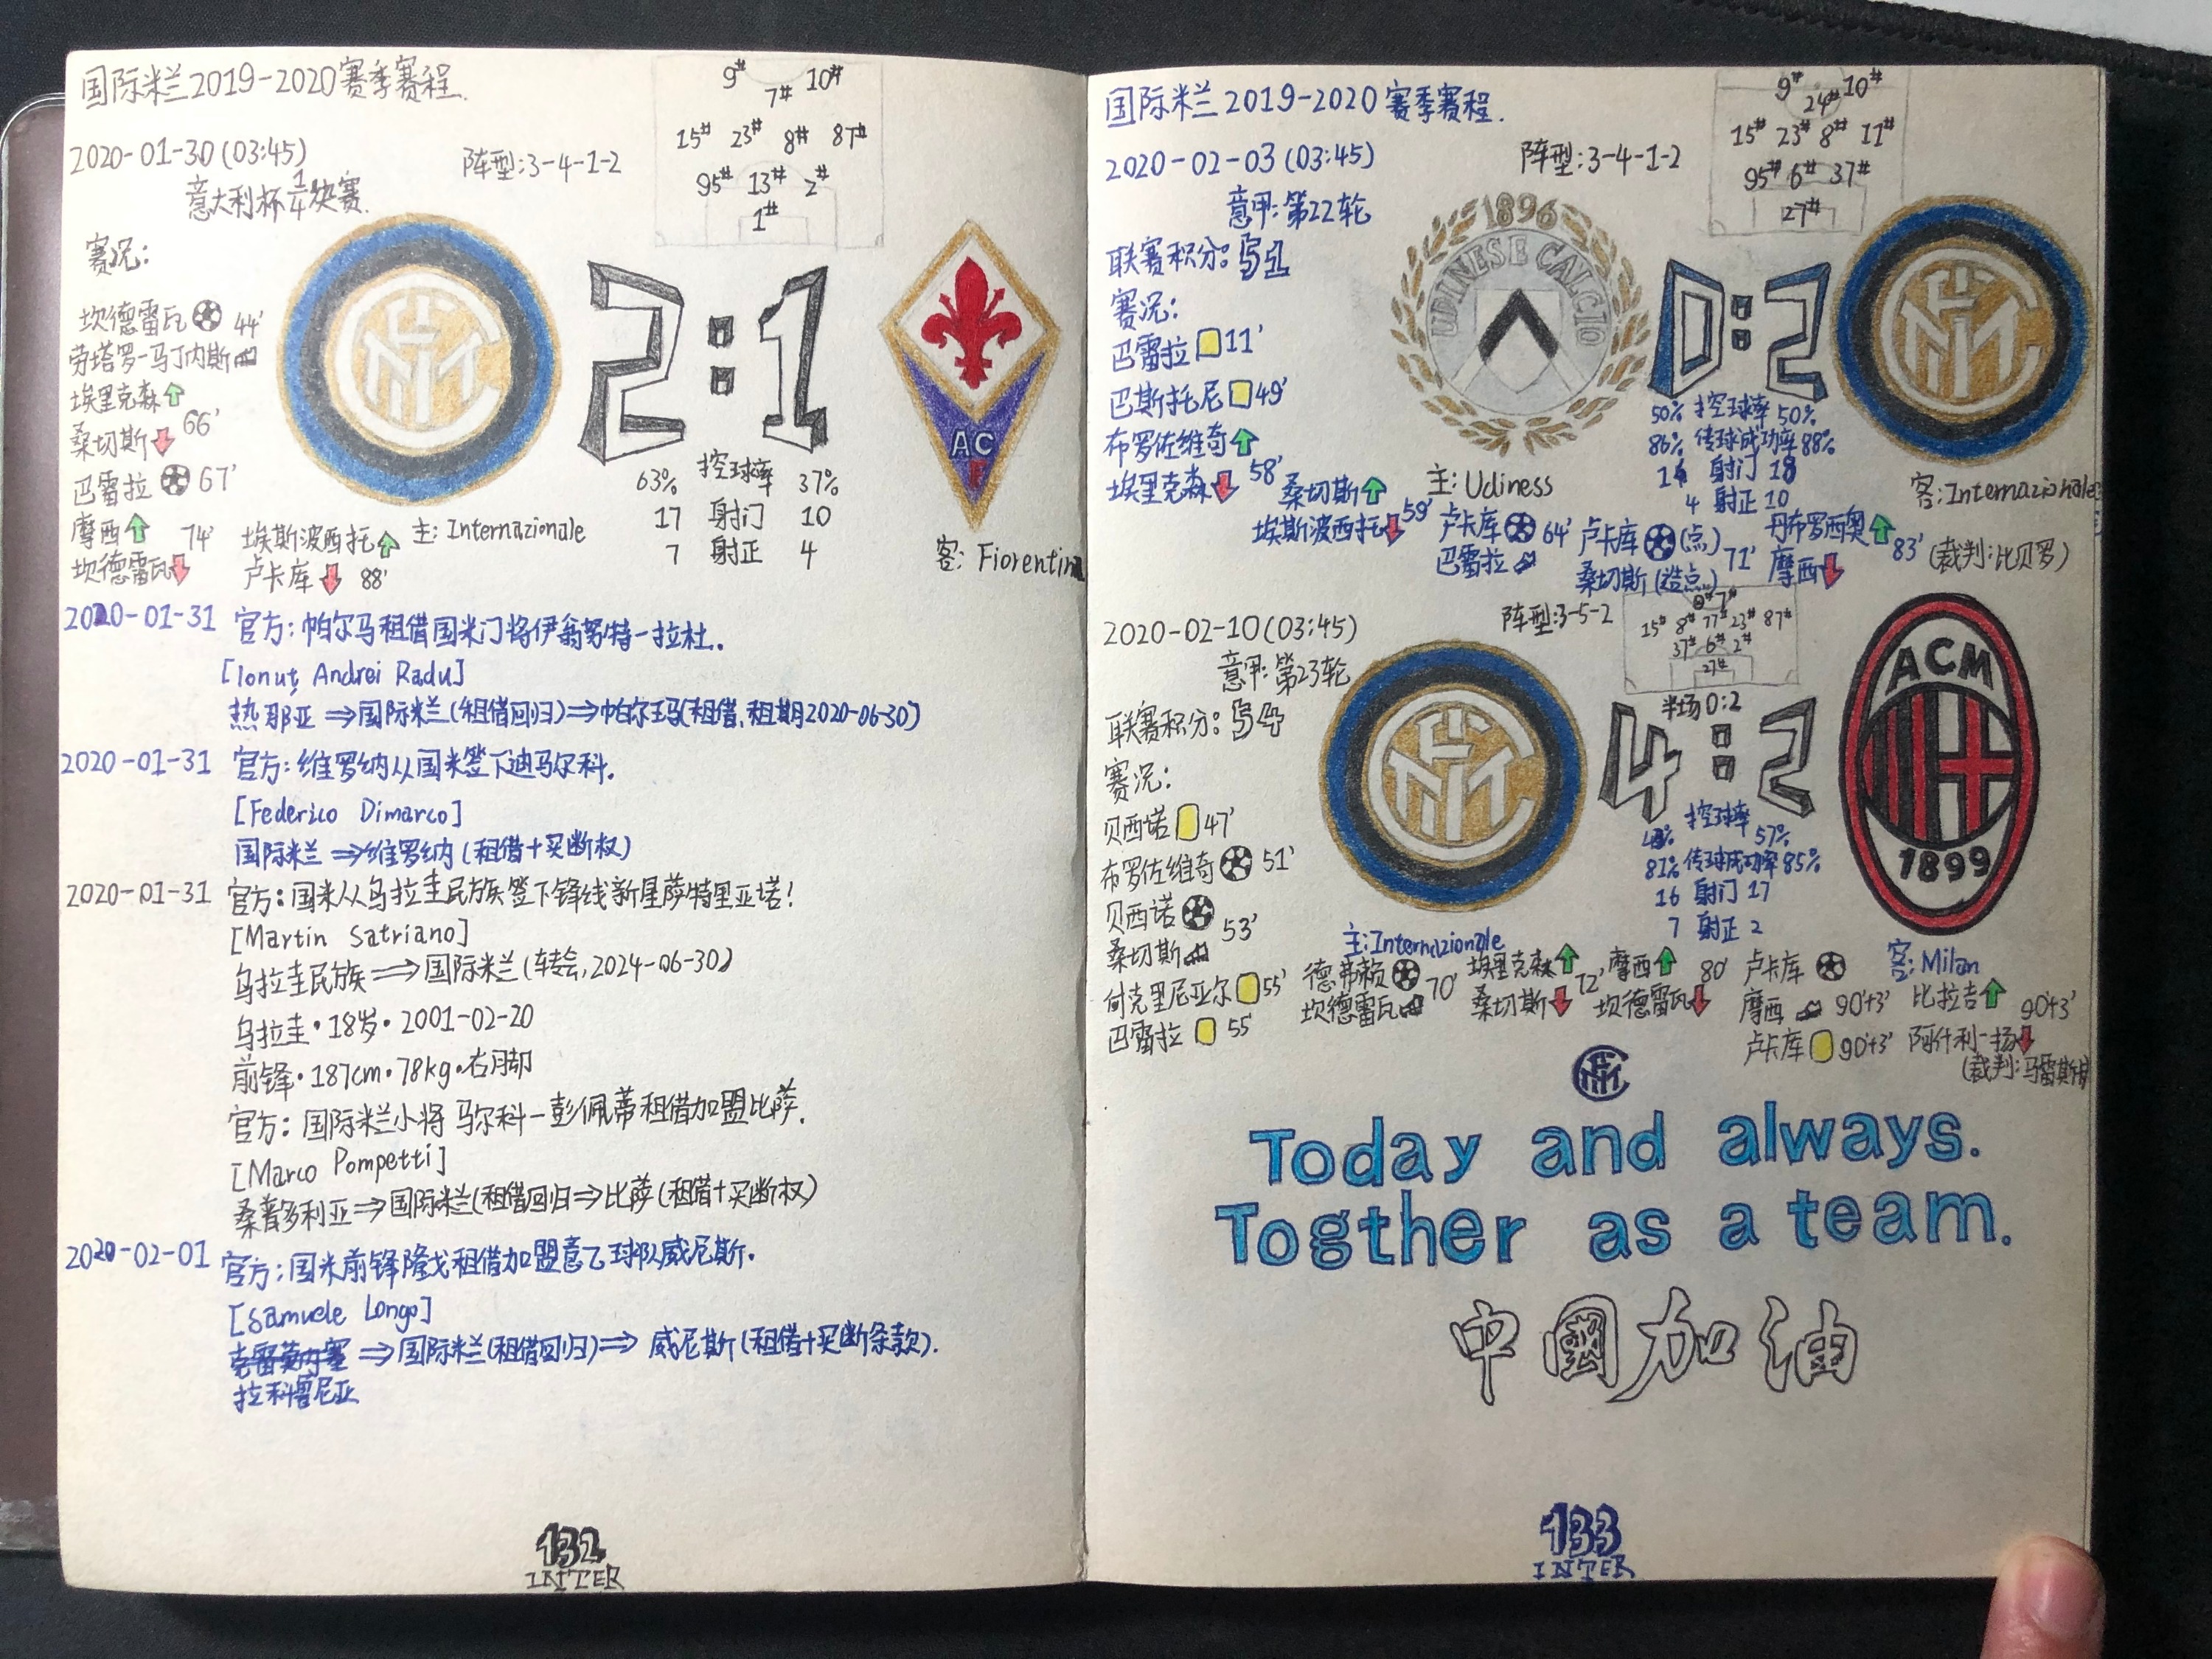 国际米兰2019-2020赛季赛程.
9# 10#
7#
15# 23# 8# 87#
95# 13# 2#
1#
2020-01-30(03:45)
阵型:3-4-1-2
意大利杯1/4决赛.
赛况:
坎德雷瓦 44'
劳塔罗-马丁内斯
埃里克森
66'
桑切斯
巴雷拉 67'
摩西
74'
坎德雷瓦
埃斯波西托
卢卡库 88'
主: Internazionale
2:1
63% 控球率 37%
17 射门 10
7 射正 4
AC
F
客: Fiorentina
2020-01-31 官方:帕尔马租借国米门将伊翁努特-拉杜.
[Ionuț Andrei Radu]
热那亚⇒国际米兰(租借回归)⇒帕尔玛(租借,租期2020-06-30)
2020-01-31 官方:维罗纳从国米签下迪马尔科.
[Federico Dimarco]
国际米兰⇒维罗纳(租借+买断权)
2020-01-31 官方:国米从乌拉圭民族签下锋线新星萨特里亚诺!
[Martin Satriano]
乌拉圭民族⇒国际米兰(转会,2024-06-30)
乌拉圭·18岁·2001-02-20
前锋·187cm·78kg·右脚
官方:国际米兰小将马尔科-彭佩蒂租借加盟比萨.
[Marco Pompetti]
桑普多利亚⇒国际米兰(租借回归⇒比萨(租借+买断权)
2020-02-01 官方:国米前锋隆戈租借加盟意乙球队威尼斯.
[Samuele Longo]
克雷莫内塞⇒国际米兰(租借回归)⇒威尼斯(租借+买断条款).
拉科鲁尼亚
132
INTER
国际米兰2019-2020赛季赛程.
9# 10#
24#
15# 23# 8# 11#
95# 6# 37#
27#
2020-02-03(03:45)
阵型:3-4-1-2
意甲:第22轮
联赛积分:51
赛况:
巴雷拉 11'
巴斯托尼 49'
布罗佐维奇
58'
埃里克森
桑切斯
59'
埃斯波西托
1896
UDINESE CALCIO
0:2
50% 控球率 50%
86% 传球成功率 88%
14 射门 18
4 射正 10
主: Udiness
客: Internazionale
卢卡库 64'
巴雷拉
卢卡库 (点)
71'
桑切斯(造点)
丹布罗西奥
83'
摩西
(裁判:比贝罗)
2020-02-10(03:45)
阵型:3-5-2
9# 7#
15# 8# 77# 23# 87#
37# 6# 2#
27#
意甲:第23轮
联赛积分:54
赛况:
贝西诺 47'
布罗佐维奇 51'
贝西诺
53'
桑切斯
什克里尼亚尔 55'
巴雷拉 55'
半场0:2
4:2
控球率
43% 57%
81% 传球成功率 85%
16 射门 17
7 射正 2
ACM
1899
主:Internazionale
客: Milan
德弗赖
70'
坎德雷瓦
埃里克森
72'
桑切斯
摩西
80'
坎德雷瓦
卢卡库
摩西 90+3'
卢卡库 90+3'
比拉吉
90+3'
阿什利-扬
(裁判:马雷斯卡)
Today and always.
Togther as a team.
中國加油
133
INTER